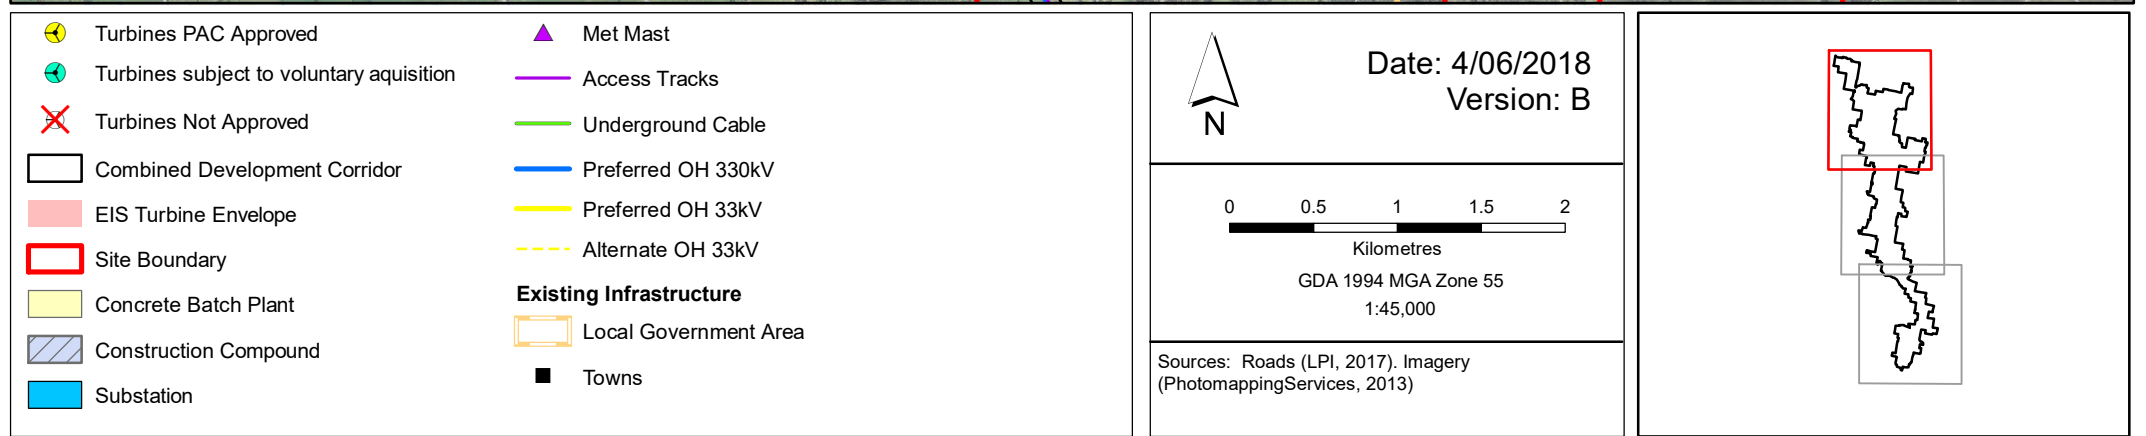 Turbines PAC Approved
Turbines subject to voluntary aquisition
Turbines Not Approved
Combined Development Corridor
EIS Turbine Envelope
Site Boundary
Concrete Batch Plant
Construction Compound
Substation
Met Mast
Access Tracks
Underground Cable
Preferred OH 330kV
Preferred OH 33kV
Alternate OH 33kV
Existing Infrastructure
Local Government Area
Towns
N
Date: 4/06/2018
Version: B
0 0.5 1 1.5 2
Kilometres
GDA 1994 MGA Zone 55
1:45,000
Sources: Roads (LPI, 2017). Imagery
(PhotomappingServices, 2013)